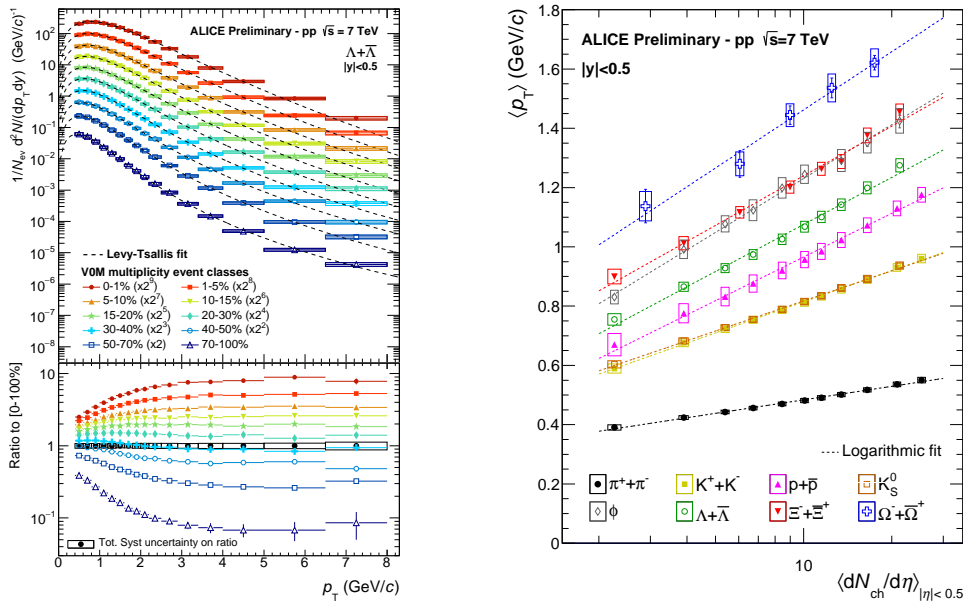 1/N_ev d²N/(dp_T dy) (GeV/c)⁻¹
10²
10
1
10⁻¹
10⁻²
10⁻³
10⁻⁴
10⁻⁵
10⁻⁶
10⁻⁷
10⁻⁸
ALICE Preliminary - pp √s = 7 TeV
Λ+Λ̄
|y|<0.5
Levy-Tsallis fit
V0M multiplicity event classes
0-1% (x2⁹) 1-5% (x2⁸)
5-10% (x2⁷) 10-15% (x2⁶)
15-20% (x2⁵) 20-30% (x2⁴)
30-40% (x2³) 40-50% (x2²)
50-70% (x2) 70-100%
Ratio to [0-100%]
10
1
10⁻¹
Tot. Syst uncertainty on ratio
0 1 2 3 4 5 6 7 8
p_T (GeV/c)
⟨p_T⟩ (GeV/c)
1.8
1.6
1.4
1.2
1
0.8
0.6
0.4
0.2
0
ALICE Preliminary - pp √s=7 TeV
|y|<0.5
Logarithmic fit
π⁺+π⁻ K⁺+K⁻ p+p̄ K⁰_S
ϕ Λ+Λ̄ Ξ⁻+Ξ̄⁺ Ω⁻+Ω̄⁺
10
⟨dN_ch/dη⟩_|η|<0.5